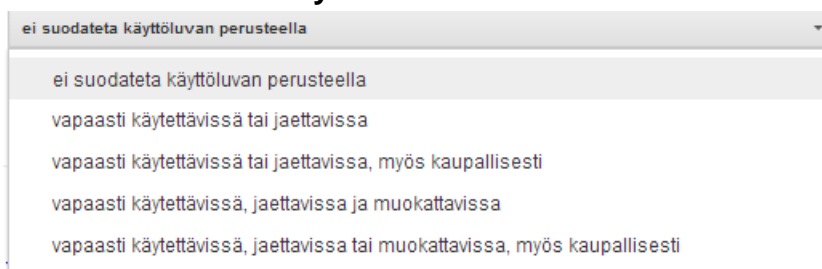 ei suodateta käyttöluvan perusteella
ei suodateta käyttöluvan perusteella
vapaasti käytettävissä tai jaettavissa
vapaasti käytettävissä tai jaettavissa, myös kaupallisesti
vapaasti käytettävissä, jaettavissa ja muokattavissa
vapaasti käytettävissä, jaettavissa tai muokattavissa, myös kaupallisesti